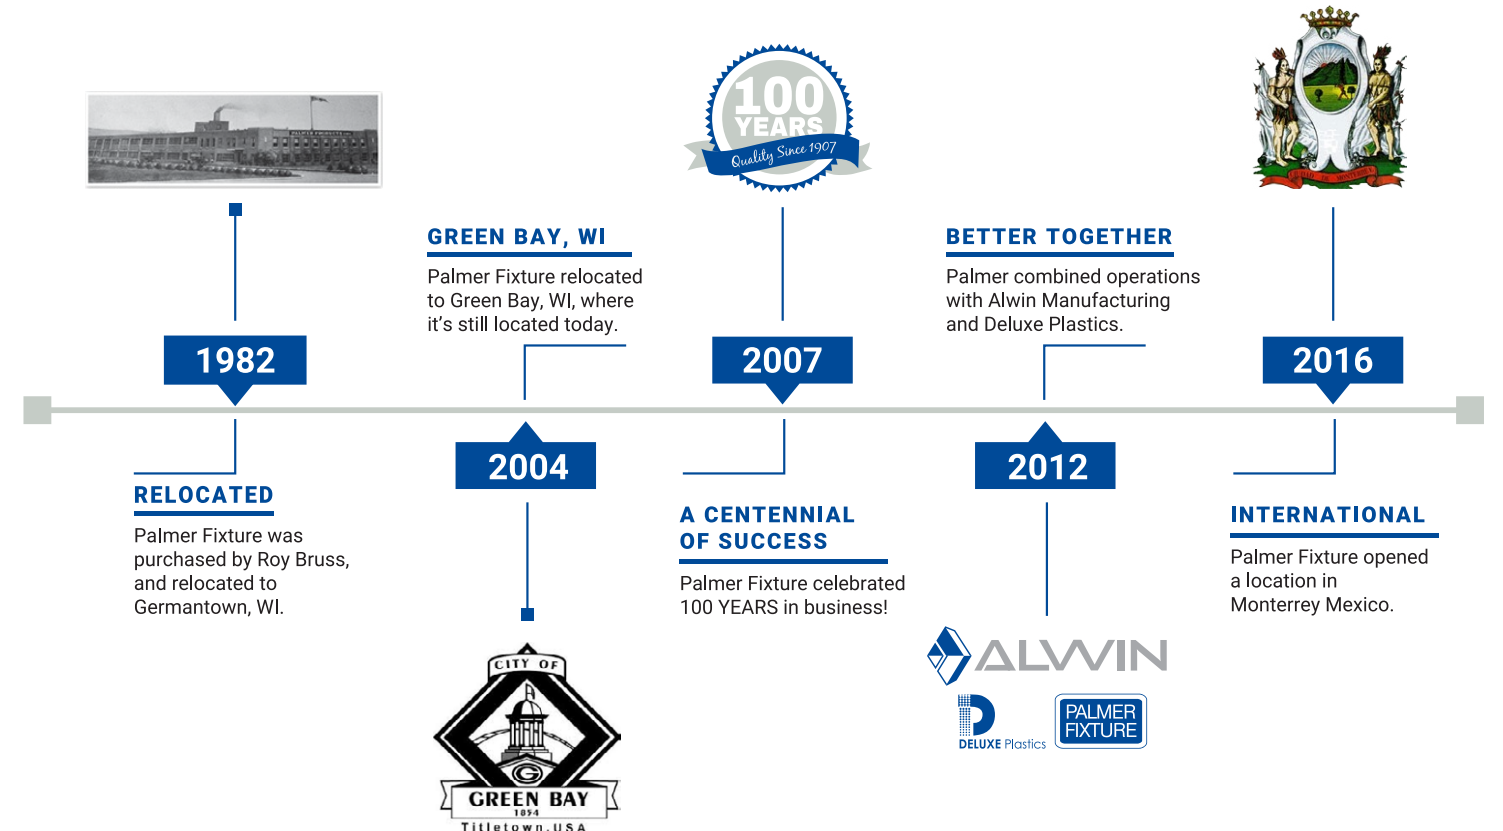 PALMER PRODUCTS INC.
1982
RELOCATED
Palmer Fixture was
purchased by Roy Bruss,
and relocated to
Germantown, WI.
GREEN BAY, WI
Palmer Fixture relocated
to Green Bay, WI, where
it's still located today.
2004
CITY OF
G
GREEN BAY
1854
Titletown, USA
100
YEARS
Quality Since 1907
2007
A CENTENNIAL
OF SUCCESS
Palmer Fixture celebrated
100 YEARS in business!
BETTER TOGETHER
Palmer combined operations
with Alwin Manufacturing
and Deluxe Plastics.
2012
ALWIN
D
DELUXE Plastics
PALMER
FIXTURE
2016
INTERNATIONAL
Palmer Fixture opened
a location in
Monterrey Mexico.